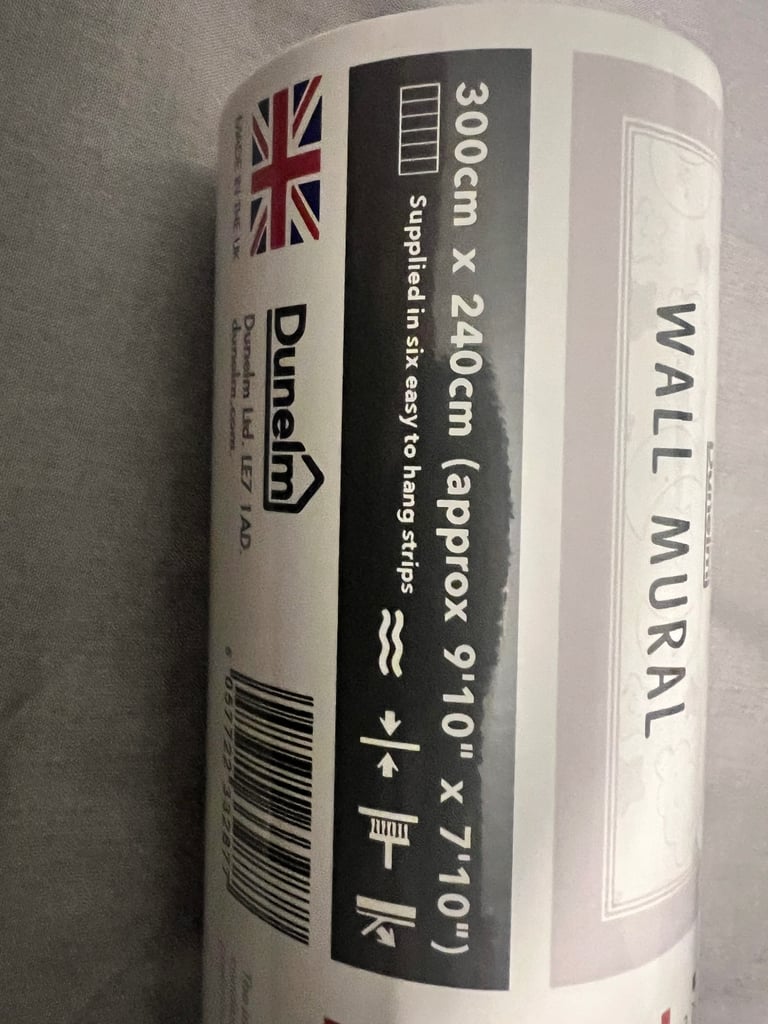 Dunelm
WALL MURAL
300cm x 240cm (approx 9'10" x 7'10")
Supplied in six easy to hang strips
MADE IN THE UK
Dunelm
Dunelm Ltd. LE7 1AD.
dunelm.com